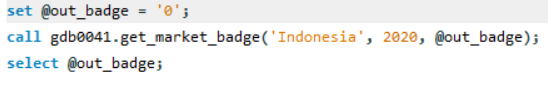 set @out_badge = '0';
call gdb0041.get_market_badge('Indonesia', 2020, @out_badge);
select @out_badge;